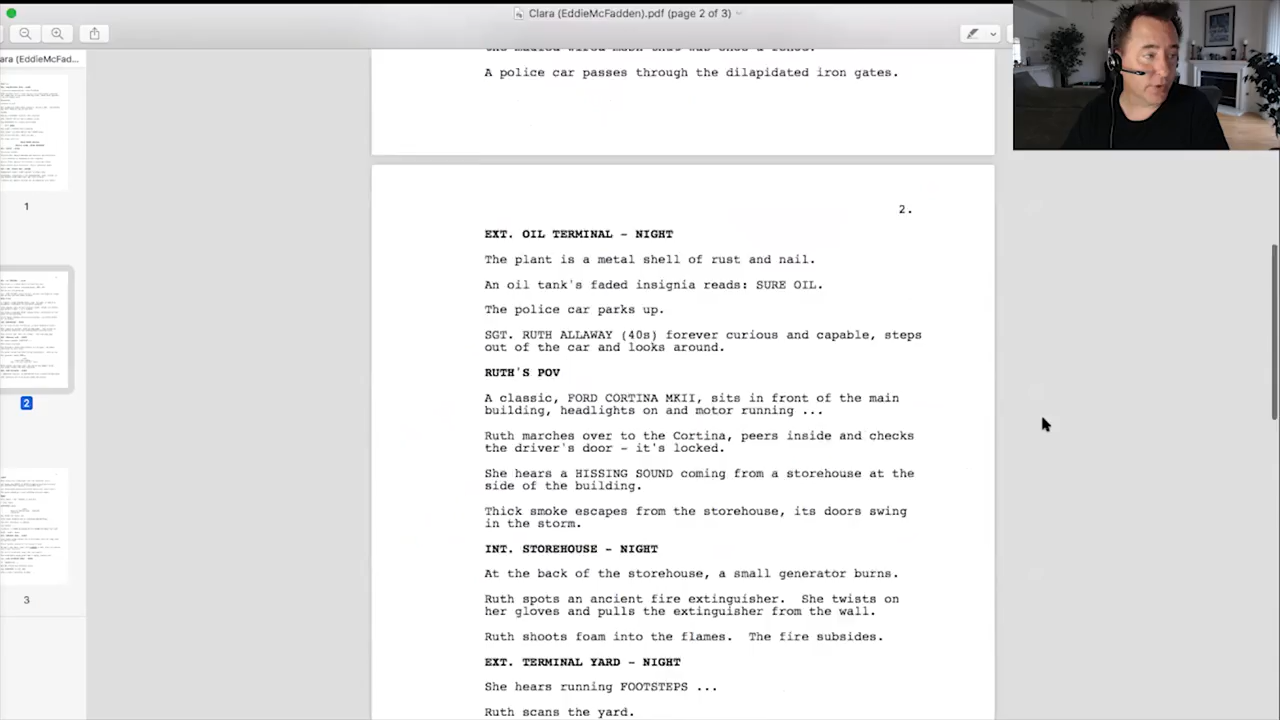 Clara (EddieMcFadden).pdf (page 2 of 3)
ara (EddieMcFad...
1
2
3
A police car passes through the dilapidated iron gates.
2.
EXT. OIL TERMINAL - NIGHT
The plant is a metal shell of rust and nail.
An oil tank's faded insignia reads: SURE OIL.
The police car parks up.
SGT. RUTH ALLAWAY (40s) forever curious and capable, steps
out of the car and looks around.
RUTH'S POV
A classic, FORD CORTINA MKII, sits in front of the main
building, headlights on and motor running ...
Ruth marches over to the Cortina, peers inside and checks
the driver's door - it's locked.
She hears a HISSING SOUND coming from a storehouse at the
side of the building.
Thick smoke escapes from the storehouse, its doors swing
in the storm.
INT. STOREHOUSE - NIGHT
At the back of the storehouse, a small generator burns.
Ruth spots an ancient fire extinguisher. She twists on
her gloves and pulls the extinguisher from the wall.
Ruth shoots foam into the flames. The fire subsides.
EXT. TERMINAL YARD - NIGHT
She hears running FOOTSTEPS ...
Ruth scans the yard.